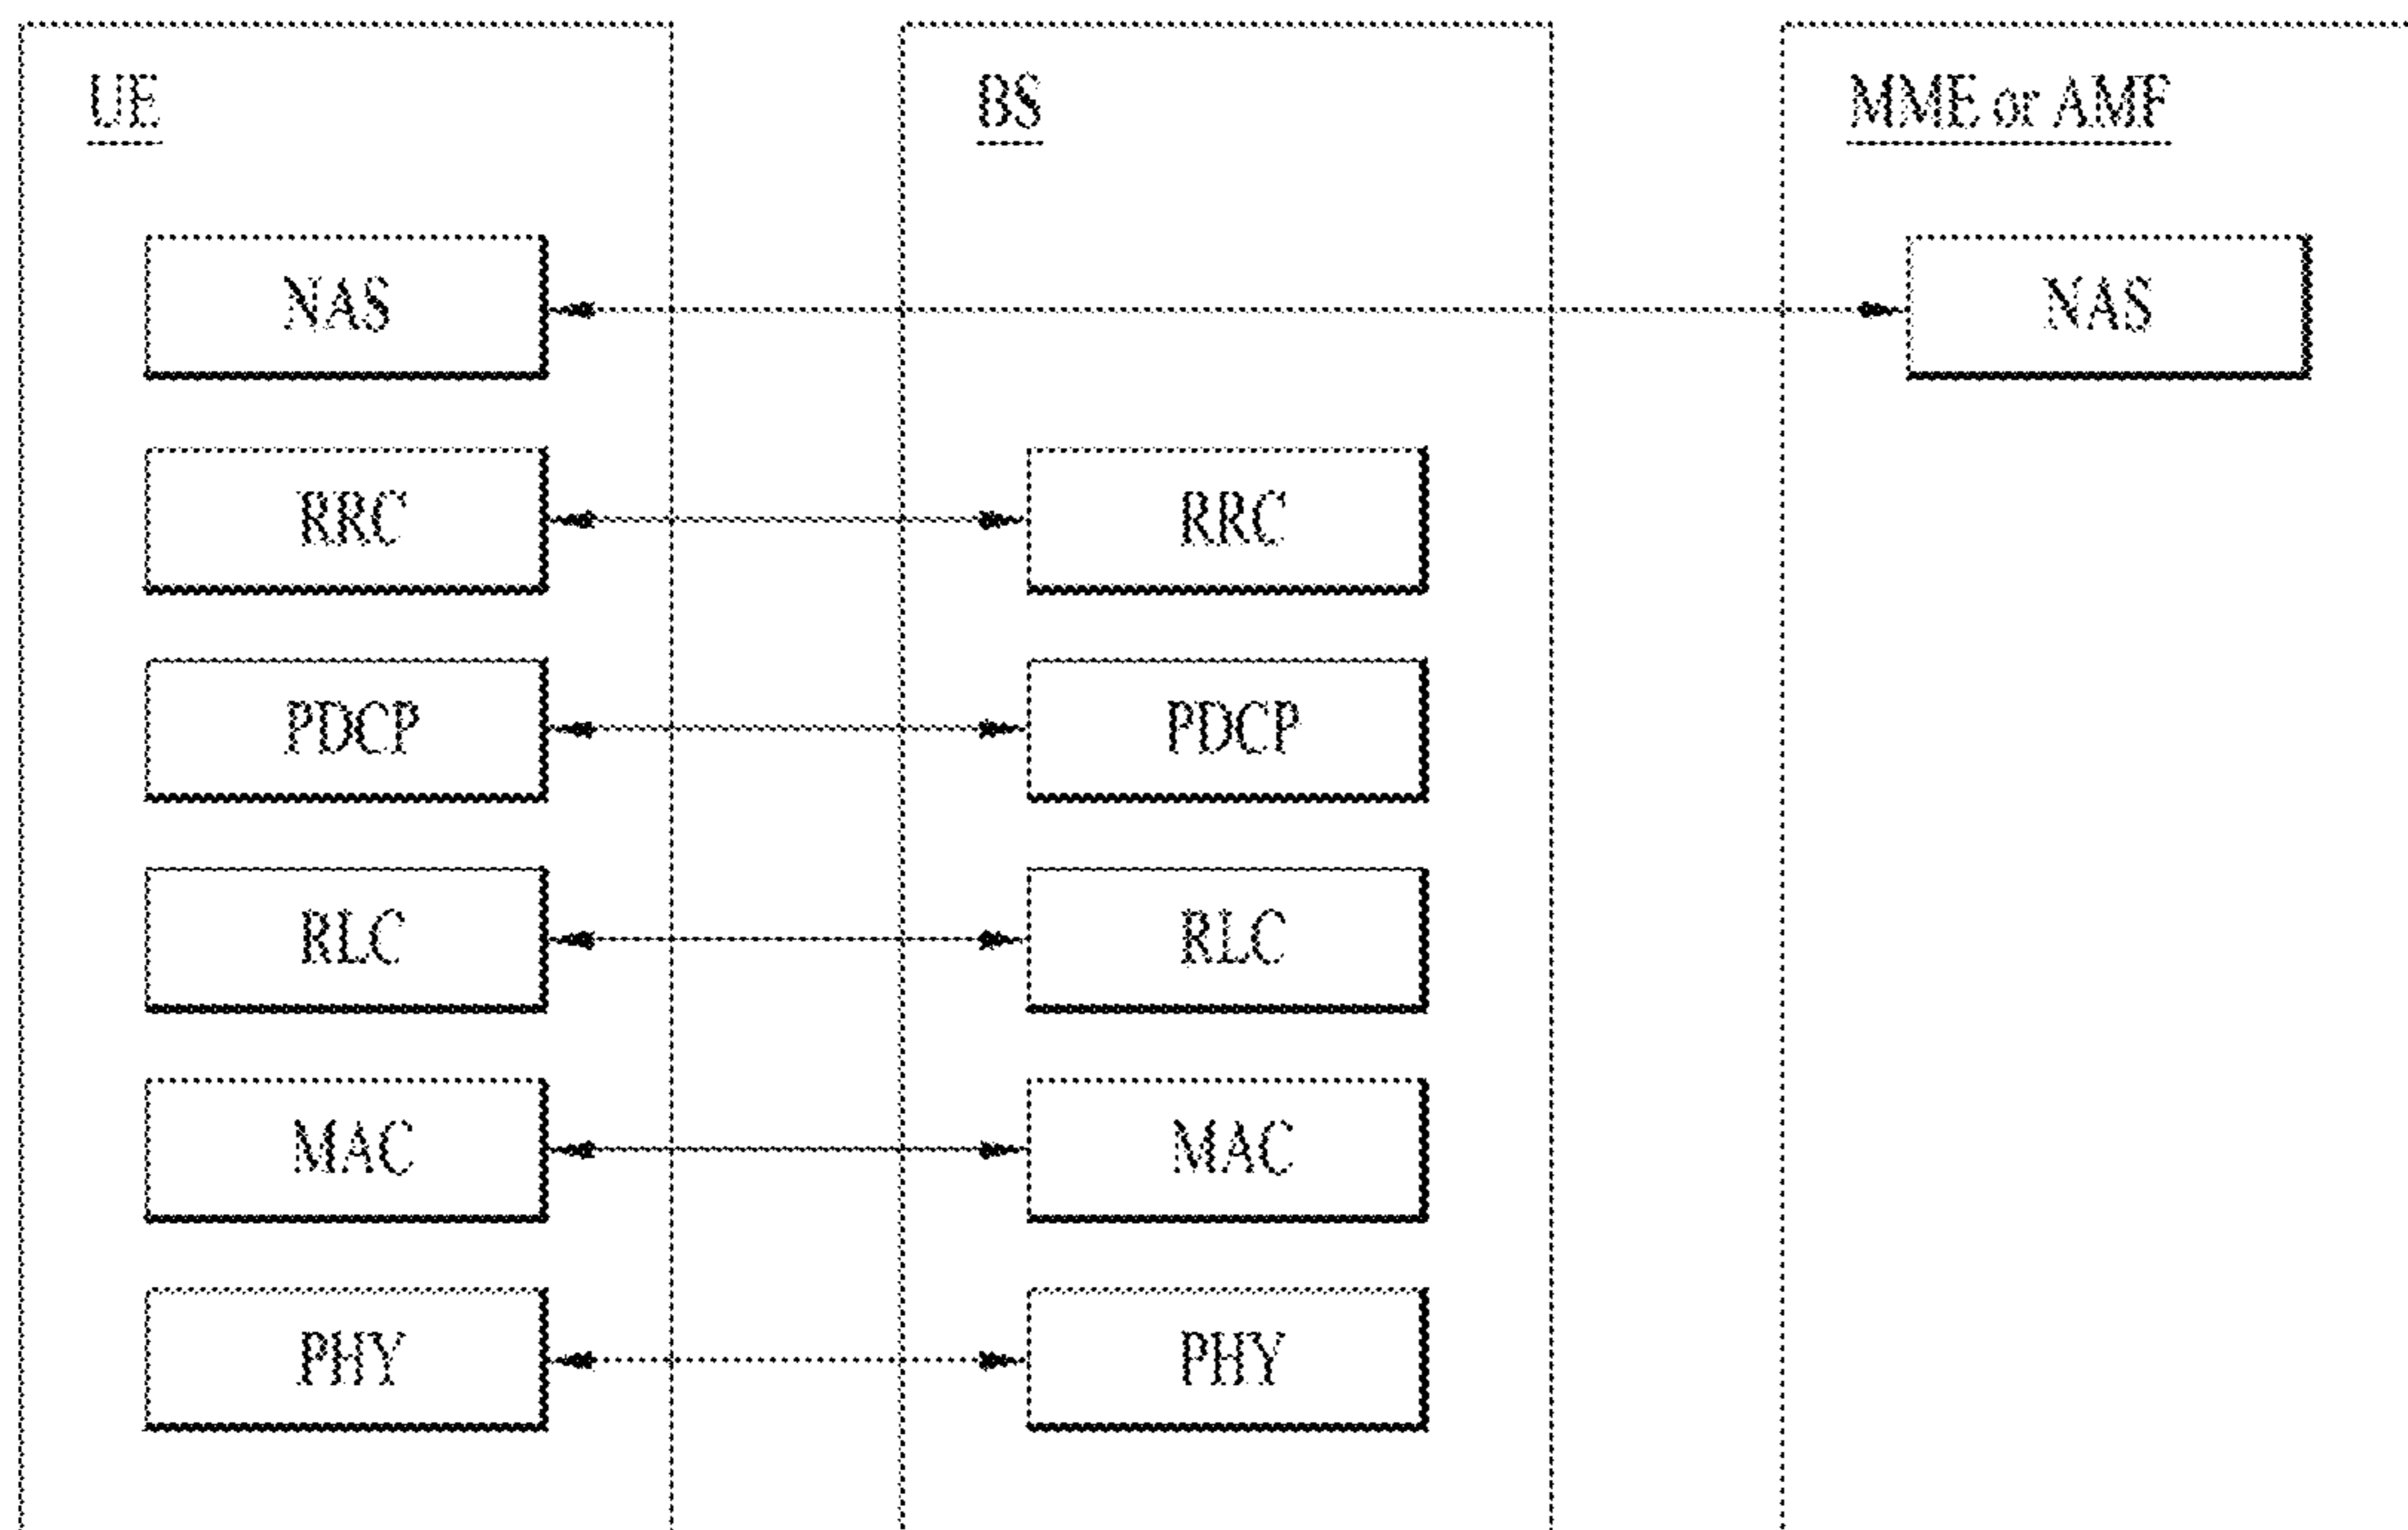 UE BS MME or AMF
NAS NAS
RRC RRC
PDCP PDCP
RLC RLC
MAC MAC
PHY PHY